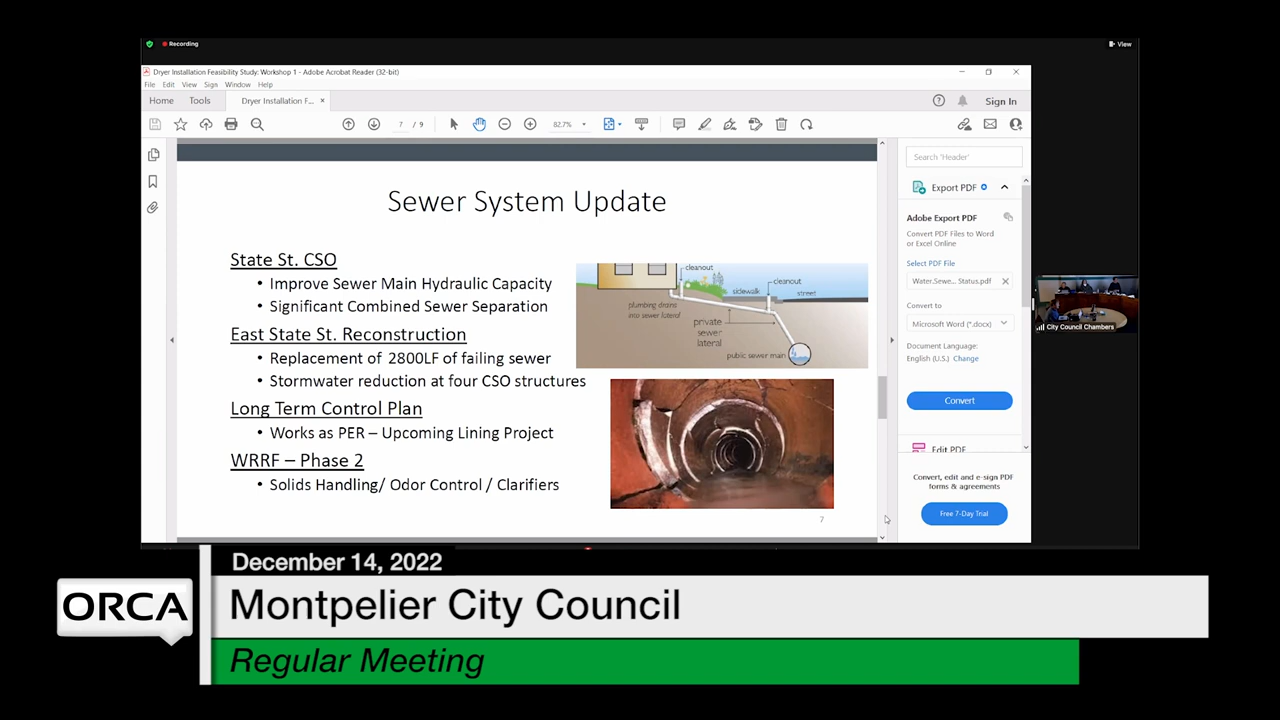 Recording
View
Dryer Installation Feasibility Study: Workshop 1 - Adobe Acrobat Reader (32-bit)
File Edit View Sign Window Help
Home Tools Dryer Installation F... × Sign In
7 / 9 82.7%
Search 'Header'
Export PDF
Adobe Export PDF
Convert PDF Files to Word
or Excel Online
Select PDF File
Water.Sewe... Status.pdf
Convert to
Microsoft Word (*.docx)
Document Language:
English (U.S.) Change
Convert
Edit PDF
Convert, edit and e-sign PDF
forms & agreements
Free 7-Day Trial
Sewer System Update
State St. CSO
• Improve Sewer Main Hydraulic Capacity
• Significant Combined Sewer Separation
East State St. Reconstruction
• Replacement of 2800LF of failing sewer
• Stormwater reduction at four CSO structures
Long Term Control Plan
• Works as PER – Upcoming Lining Project
WRRF – Phase 2
• Solids Handling/ Odor Control / Clarifiers
cleanout
cleanout
sidewalk
street
plumbing drains
into sewer lateral
private
sewer
lateral
pubic sewer main
7
City Council Chambers
December 14, 2022
ORCA
Montpelier City Council
Regular Meeting